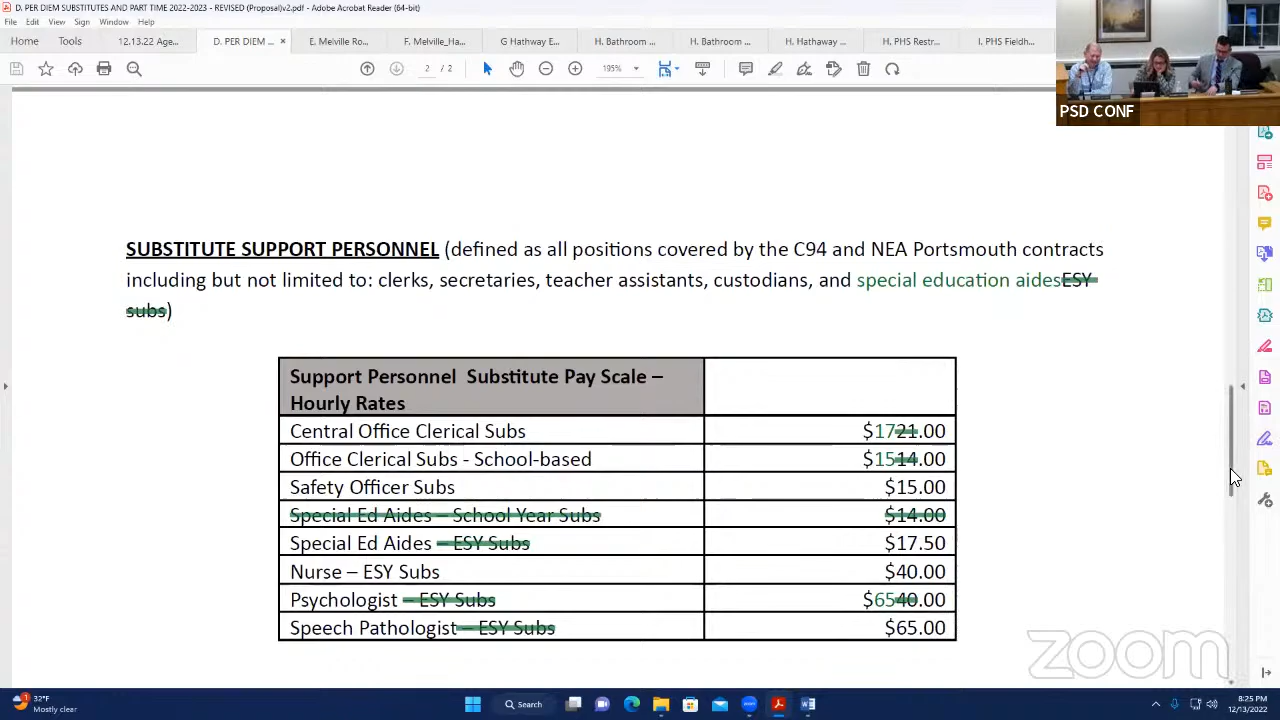 D. PER DIEM SUBSTITUTES AND PART TIME 2022-2023 - REVISED (Proposal)v2.pdf - Adobe Acrobat Reader (64-bit)
File Edit View Sign Window Help
Home Tools 12.13.22 Age... D. PER DIEM ... × E. Melville Ro... G Hathaway ... H. Bathroom ... H. Bathroom ... H. Hathaway ... H. PHS Restr... I. PHS Fieldh...
2 / 2 195%
PSD CONF
SUBSTITUTE SUPPORT PERSONNEL (defined as all positions covered by the C94 and NEA Portsmouth contracts
including but not limited to: clerks, secretaries, teacher assistants, custodians, and special education aidesESY
subs)
Support Personnel Substitute Pay Scale –
Hourly Rates
Central Office Clerical Subs $1721.00
Office Clerical Subs - School-based $1514.00
Safety Officer Subs $15.00
Special Ed Aides – School Year Subs $14.00
Special Ed Aides – ESY Subs $17.50
Nurse – ESY Subs $40.00
Psychologist – ESY Subs $6540.00
Speech Pathologist – ESY Subs $65.00
zoom
1 32°F
Mostly clear
Search
8:25 PM
12/13/2022